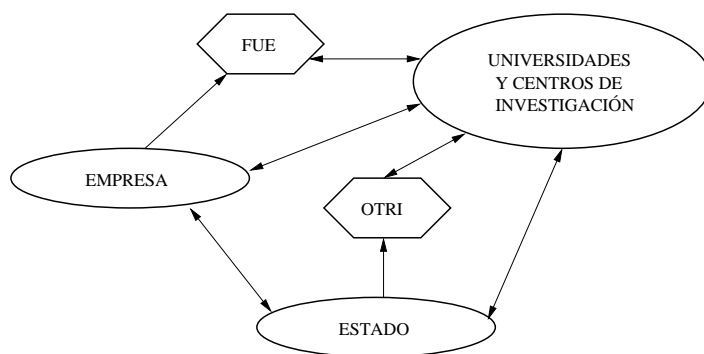 FUE
UNIVERSIDADES
Y CENTROS DE
INVESTIGACIÓN
EMPRESA
OTRI
ESTADO